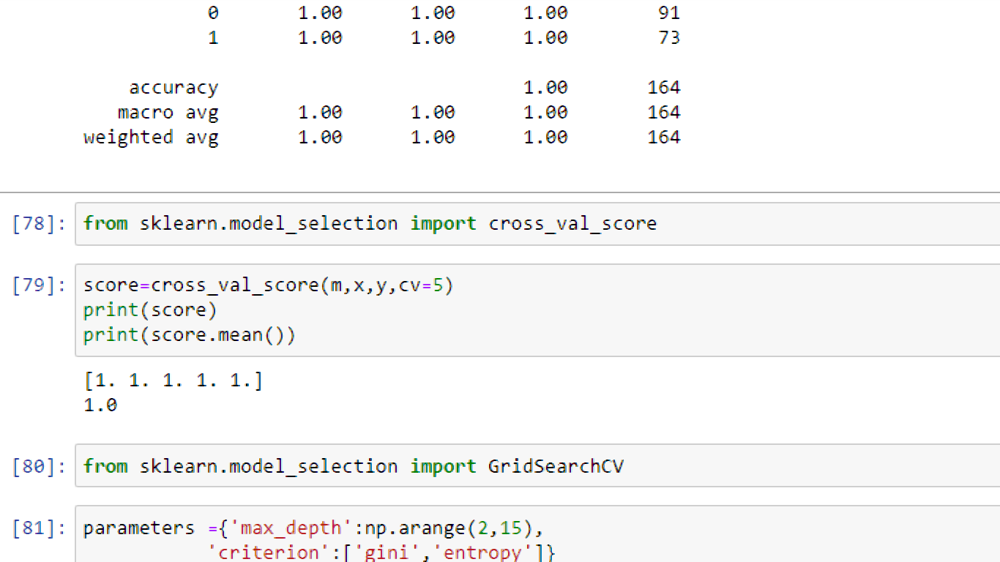 0 1.00 1.00 1.00 91
1 1.00 1.00 1.00 73
accuracy 1.00 164
macro avg 1.00 1.00 1.00 164
weighted avg 1.00 1.00 1.00 164
[78]: from sklearn.model_selection import cross_val_score
[79]: score=cross_val_score(m,x,y,cv=5)
print(score)
print(score.mean())
[1. 1. 1. 1. 1.]
1.0
[80]: from sklearn.model_selection import GridSearchCV
[81]: parameters ={'max_depth':np.arange(2,15),
'criterion':['gini','entropy']}